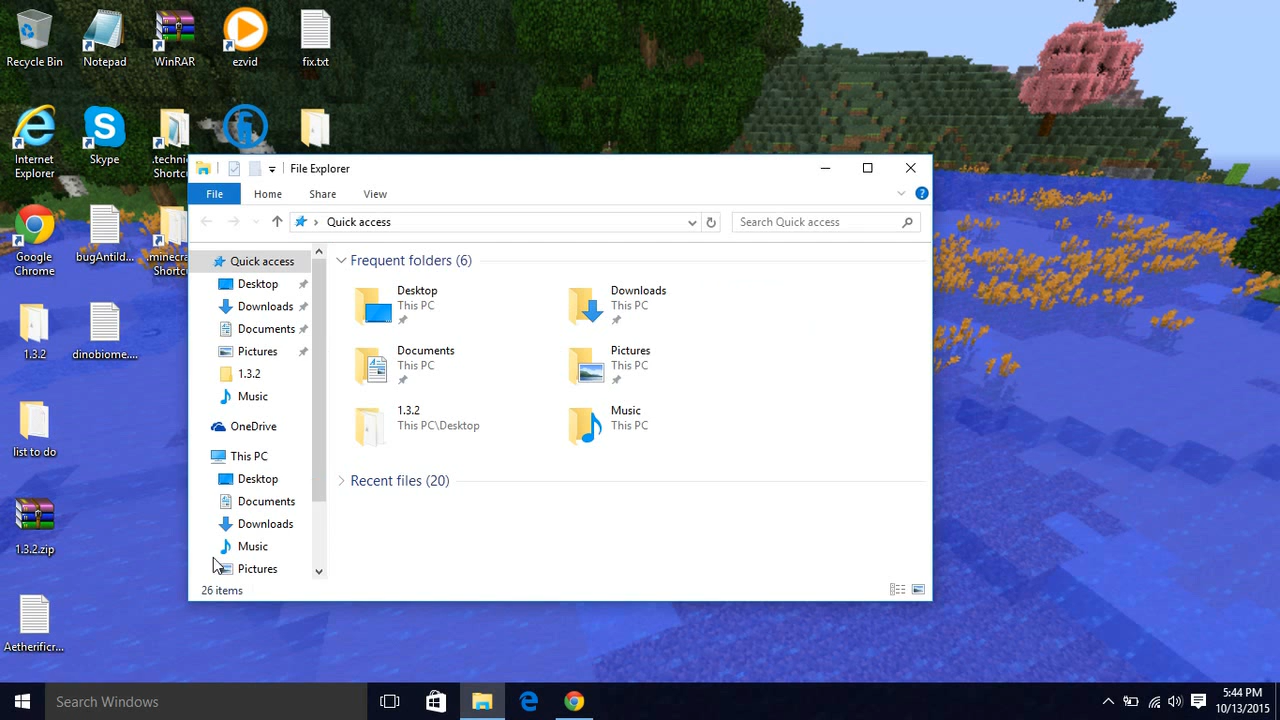 Recycle Bin
Notepad
WinRAR
ezvid
fix.txt
Internet
Explorer
Skype
.technic
Shortcu
Google
Chrome
bugAntid...
.minecra
Shortcu
1.3.2
dinobiome....
list to do
1.3.2.zip
Aetherificr...
File Explorer
File
Home
Share
View
Quick access
Search Quick access
Quick access
Desktop
Downloads
Documents
Pictures
1.3.2
Music
OneDrive
This PC
Desktop
Documents
Downloads
Music
Pictures
Frequent folders (6)
Desktop
This PC
Downloads
This PC
Documents
This PC
Pictures
This PC
1.3.2
This PC\Desktop
Music
This PC
Recent files (20)
26 items
Search Windows
5:44 PM
10/13/2015